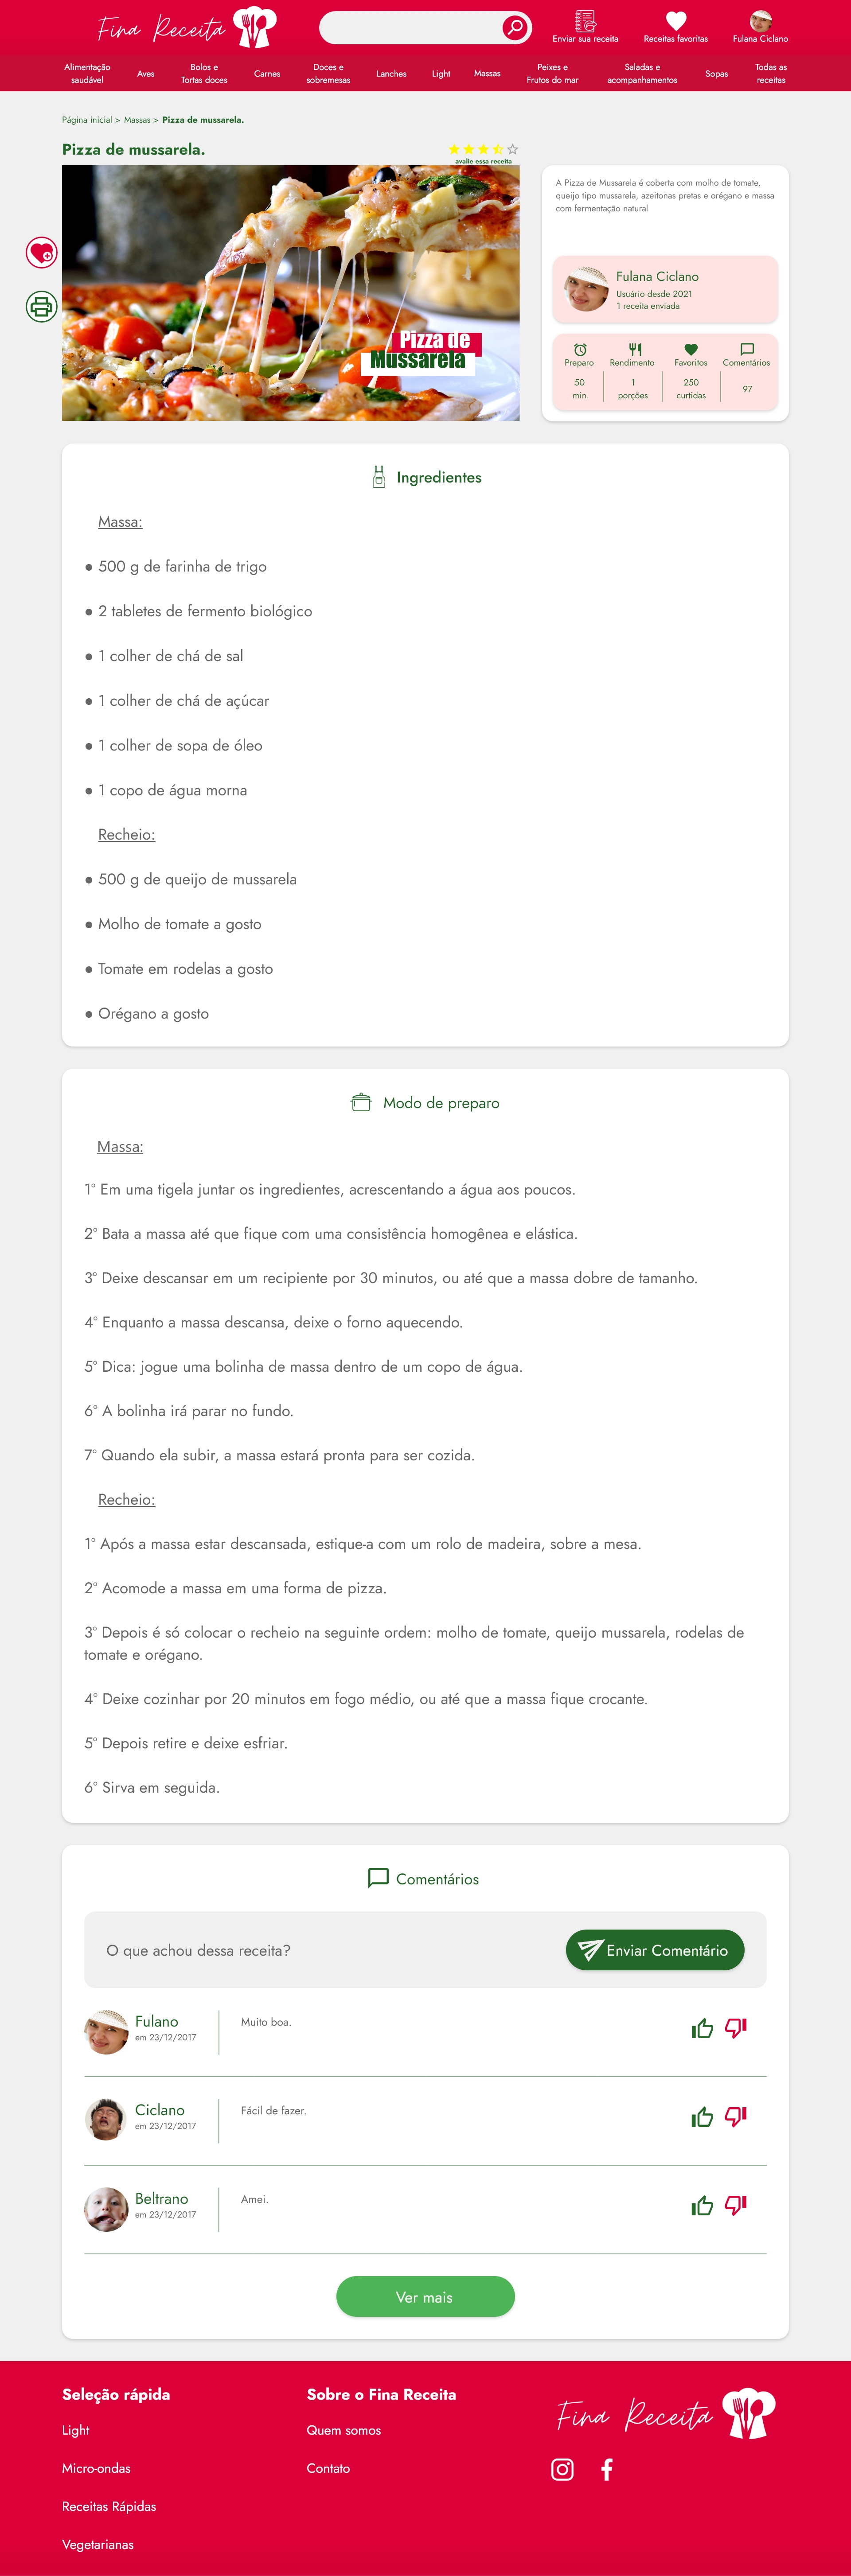 Fina Receita
Enviar sua receita
Receitas favoritas
Fulana Ciclano
Alimentação
saudável
Aves
Bolos e
Tortas doces
Carnes
Doces e
sobremesas
Lanches
Light
Massas
Peixes e
Frutos do mar
Saladas e
acompanhamentos
Sopas
Todas as
receitas
Página inicial > Massas > Pizza de mussarela.
Pizza de mussarela.
avalie essa receita
Pizza de
Mussarela
A Pizza de Mussarela é coberta com molho de tomate,
queijo tipo mussarela, azeitonas pretas e orégano e massa
com fermentação natural
Fulana Ciclano
Usuário desde 2021
1 receita enviada
Preparo
Rendimento
Favoritos
Comentários
50
min.
1
porções
250
curtidas
97
Ingredientes
Massa:
● 500 g de farinha de trigo
● 2 tabletes de fermento biológico
● 1 colher de chá de sal
● 1 colher de chá de açúcar
● 1 colher de sopa de óleo
● 1 copo de água morna
Recheio:
● 500 g de queijo de mussarela
● Molho de tomate a gosto
● Tomate em rodelas a gosto
● Orégano a gosto
Modo de preparo
Massa:
1° Em uma tigela juntar os ingredientes, acrescentando a água aos poucos.
2° Bata a massa até que fique com uma consistência homogênea e elástica.
3° Deixe descansar em um recipiente por 30 minutos, ou até que a massa dobre de tamanho.
4° Enquanto a massa descansa, deixe o forno aquecendo.
5° Dica: jogue uma bolinha de massa dentro de um copo de água.
6° A bolinha irá parar no fundo.
7° Quando ela subir, a massa estará pronta para ser cozida.
Recheio:
1° Após a massa estar descansada, estique-a com um rolo de madeira, sobre a mesa.
2° Acomode a massa em uma forma de pizza.
3° Depois é só colocar o recheio na seguinte ordem: molho de tomate, queijo mussarela, rodelas de
tomate e orégano.
4° Deixe cozinhar por 20 minutos em fogo médio, ou até que a massa fique crocante.
5° Depois retire e deixe esfriar.
6° Sirva em seguida.
Comentários
O que achou dessa receita?
Enviar Comentário
Fulano
em 23/12/2017
Muito boa.
Ciclano
em 23/12/2017
Fácil de fazer.
Beltrano
em 23/12/2017
Amei.
Ver mais
Seleção rápida
Light
Micro-ondas
Receitas Rápidas
Vegetarianas
Sobre o Fina Receita
Quem somos
Contato
Fina Receita